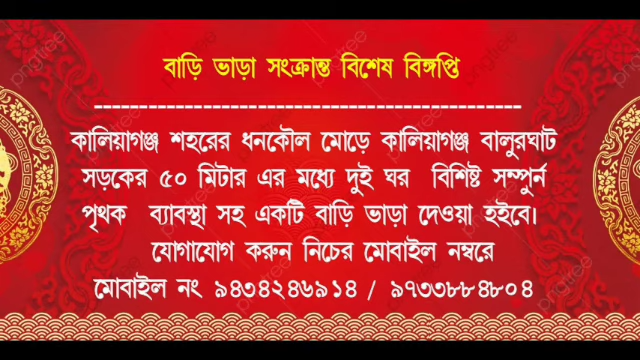 বাড়ি ভাড়া সংক্রান্ত বিশেষ বিঙ্গপ্তি
কালিয়াগঞ্জ শহরের ধনকৌল মোড়ে কালিয়াগঞ্জ বালুরঘাট
সড়কের ৫০ মিটার এর মধ্যে দুই ঘর বিশিষ্ট সম্পুর্ন
পৃথক ব্যাবস্থা সহ একটি বাড়ি ভাড়া দেওয়া হইবে।
যোগাযোগ করুন নিচের মোবাইল নম্বরে
মোবাইল নং ৯৪৩৪২৪৬৯১৪ / ৯৭৩৩৮৮৪৮০৪